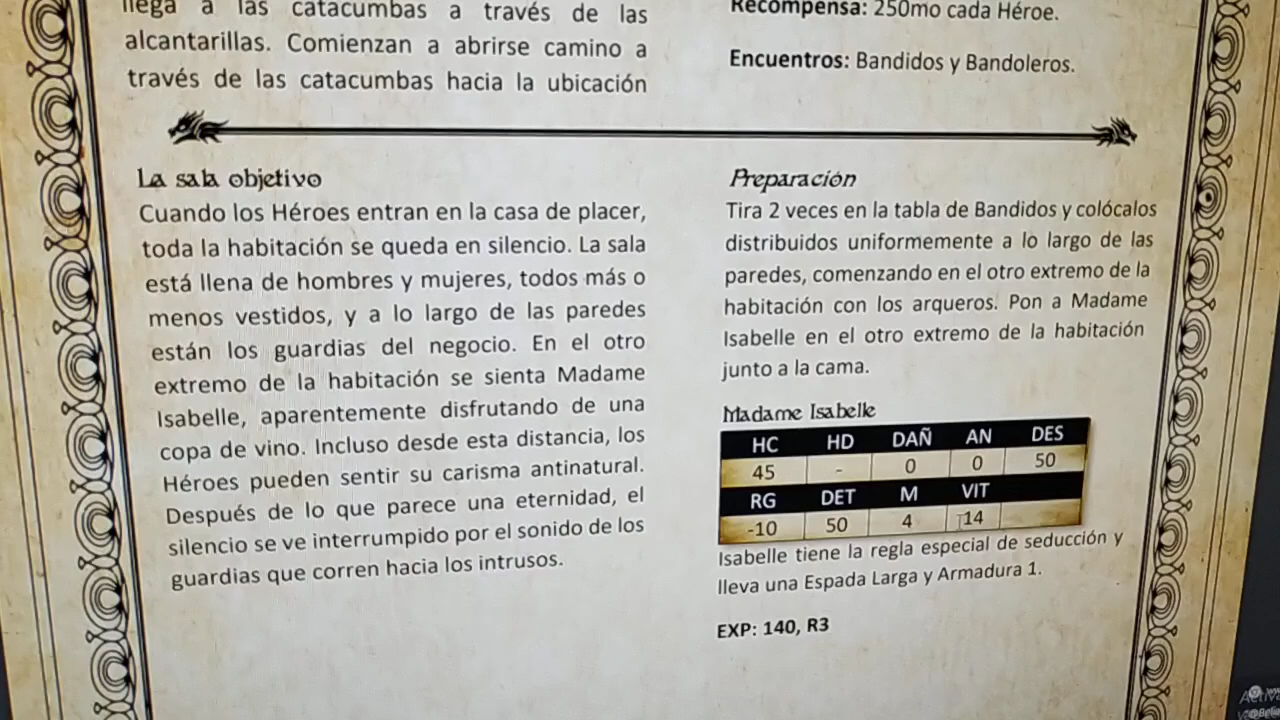 llega a las catacumbas a través de las
alcantarillas. Comienzan a abrirse camino a
través de las catacumbas hacia la ubicación
Recompensa: 250mo cada Héroe.
Encuentros: Bandidos y Bandoleros.
La sala objetivo
Cuando los Héroes entran en la casa de placer,
toda la habitación se queda en silencio. La sala
está llena de hombres y mujeres, todos más o
menos vestidos, y a lo largo de las paredes
están los guardias del negocio. En el otro
extremo de la habitación se sienta Madame
Isabelle, aparentemente disfrutando de una
copa de vino. Incluso desde esta distancia, los
Héroes pueden sentir su carisma antinatural.
Después de lo que parece una eternidad, el
silencio se ve interrumpido por el sonido de los
guardias que corren hacia los intrusos.
Preparación
Tira 2 veces en la tabla de Bandidos y colócalos
distribuidos uniformemente a lo largo de las
paredes, comenzando en el otro extremo de la
habitación con los arqueros. Pon a Madame
Isabelle en el otro extremo de la habitación
junto a la cama.
Madame Isabelle
HC HD DAÑ AN DES
45 - 0 0 50
RG DET M VIT
-10 50 4 14
Isabelle tiene la regla especial de seducción y
lleva una Espada Larga y Armadura 1.
EXP: 140, R3